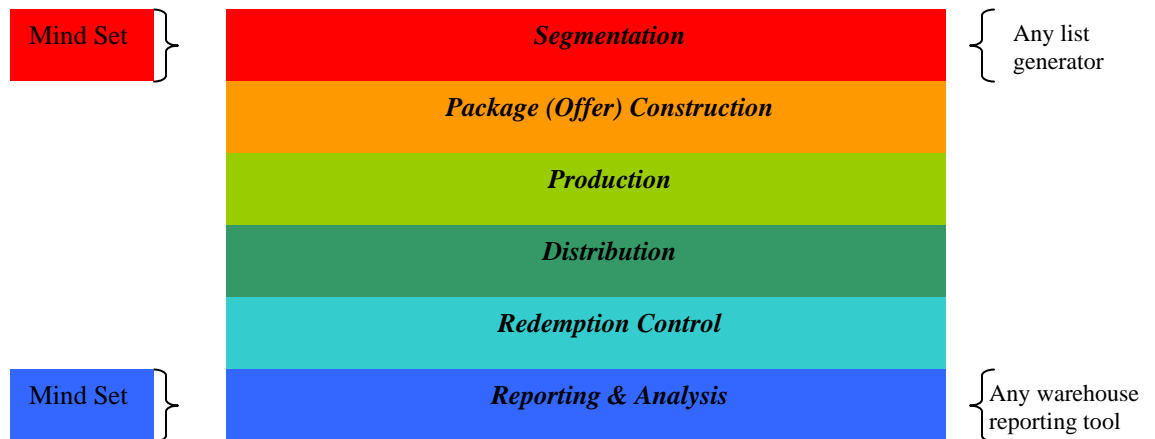 Mind Set
Segmentation
Any list
generator
Package (Offer) Construction
Production
Distribution
Redemption Control
Mind Set
Reporting & Analysis
Any warehouse
reporting tool